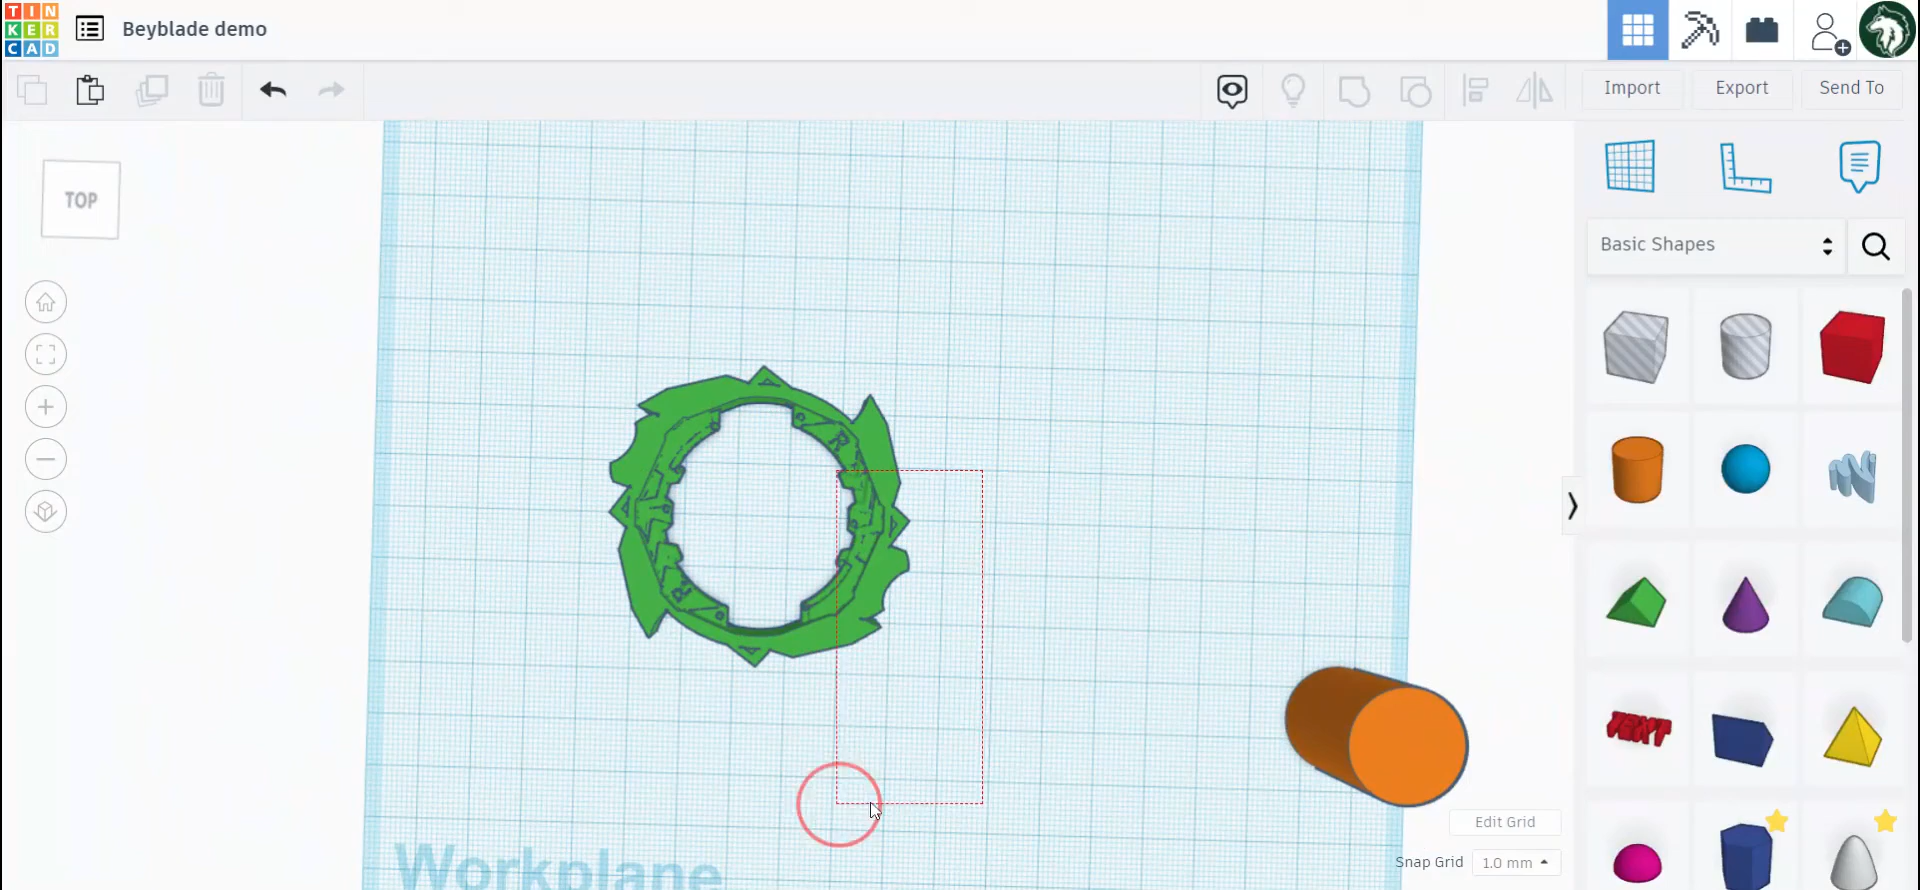 TIN
KER
CAD
Beyblade demo
Import
Export
Send To
TOP
Basic Shapes
R
R
TEXT
Edit Grid
Snap Grid
1.0 mm
Workplane